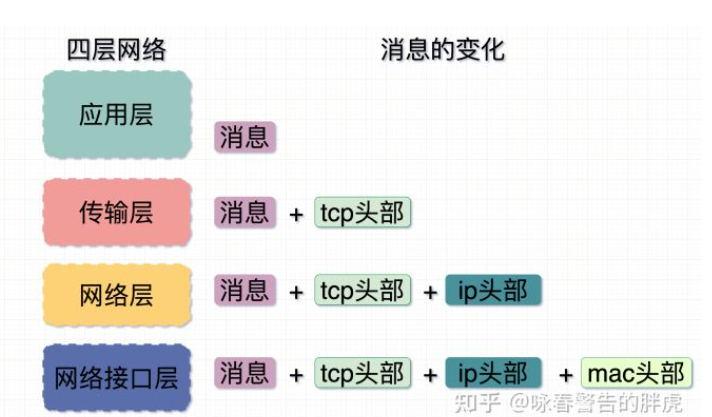 四层网络 消息的变化
应用层
消息
传输层 消息 + tcp头部
网络层 消息 + tcp头部 + ip头部
网络接口层 消息 + tcp头部 + ip头部 + mac头部
知乎 @咏春警告的胖虎